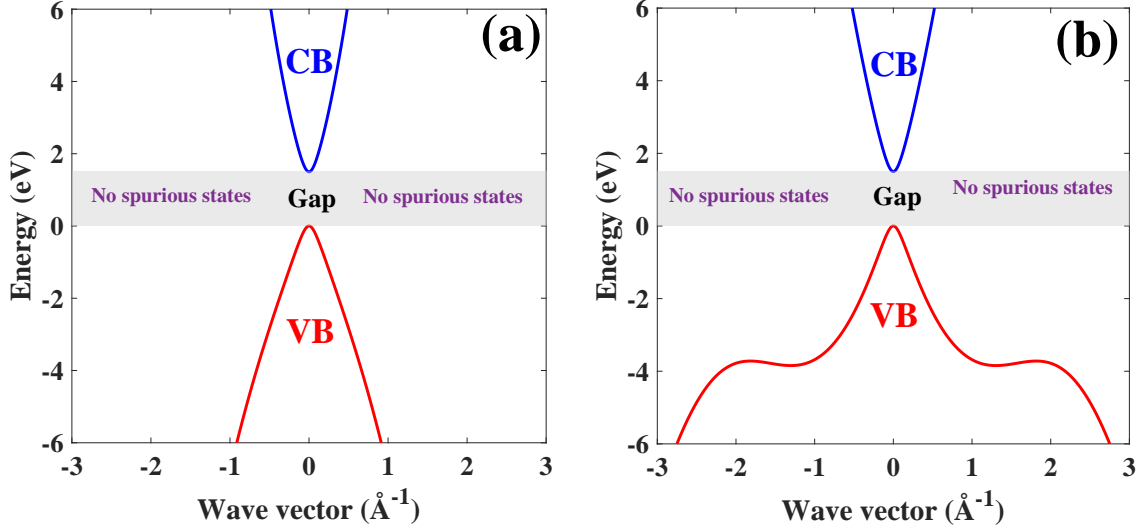 (a)
6
4
2
0
-2
-4
-6
-3
-2
-1
0
1
2
3
Energy (eV)
Wave vector (Å⁻¹)
CB
No spurious states
Gap
No spurious states
VB
(b)
6
4
2
0
-2
-4
-6
-3
-2
-1
0
1
2
3
Energy (eV)
Wave vector (Å⁻¹)
CB
No spurious states
Gap
No spurious states
VB